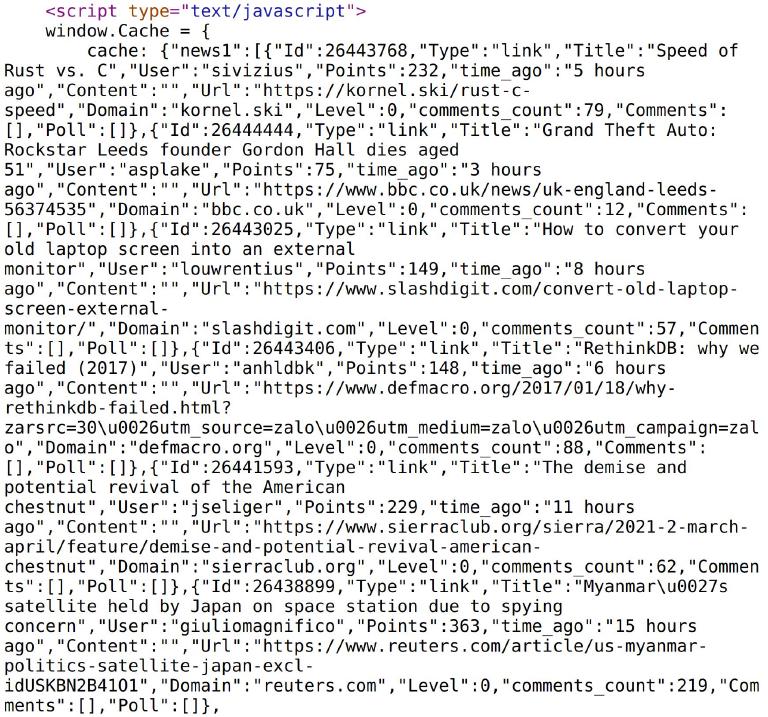 <script type="text/javascript">
window.Cache = {
cache: {"news1":[{"Id":26443768,"Type":"link","Title":"Speed of
Rust vs. C","User":"sivizius","Points":232,"time_ago":"5 hours
ago","Content":"","Url":"https://kornel.ski/rust-c-
speed","Domain":"kornel.ski","Level":0,"comments_count":79,"Comments":
[],"Poll":[]},{"Id":26444444,"Type":"link","Title":"Grand Theft Auto:
Rockstar Leeds founder Gordon Hall dies aged
51","User":"asplake","Points":75,"time_ago":"3 hours
ago","Content":"","Url":"https://www.bbc.co.uk/news/uk-england-leeds-
56374535","Domain":"bbc.co.uk","Level":0,"comments_count":12,"Comments":
[],"Poll":[]},{"Id":26443025,"Type":"link","Title":"How to convert your
old laptop screen into an external
monitor","User":"louwrentius","Points":149,"time_ago":"8 hours
ago","Content":"","Url":"https://www.slashdigit.com/convert-old-laptop-
screen-external-
monitor/","Domain":"slashdigit.com","Level":0,"comments_count":57,"Commen
ts":[],"Poll":[]},{"Id":26443406,"Type":"link","Title":"RethinkDB: why we
failed (2017)","User":"anhldbk","Points":148,"time_ago":"6 hours
ago","Content":"","Url":"https://www.defmacro.org/2017/01/18/why-
rethinkdb-failed.html?
zarsrc=30\u0026utm_source=zalo\u0026utm_medium=zalo\u0026utm_campaign=zal
o","Domain":"defmacro.org","Level":0,"comments_count":88,"Comments":
[],"Poll":[]},{"Id":26441593,"Type":"link","Title":"The demise and
potential revival of the American
chestnut","User":"jseliger","Points":229,"time_ago":"11 hours
ago","Content":"","Url":"https://www.sierraclub.org/sierra/2021-2-march-
april/feature/demise-and-potential-revival-american-
chestnut","Domain":"sierraclub.org","Level":0,"comments_count":62,"Commen
ts":[],"Poll":[]},{"Id":26438899,"Type":"link","Title":"Myanmar\u0027s
satellite held by Japan on space station due to spying
concern","User":"giuliomagnifico","Points":363,"time_ago":"15 hours
ago","Content":"","Url":"https://www.reuters.com/article/us-myanmar-
politics-satellite-japan-excl-
idUSKBN2B41O1","Domain":"reuters.com","Level":0,"comments_count":219,"Com
ments":[],"Poll":[]},